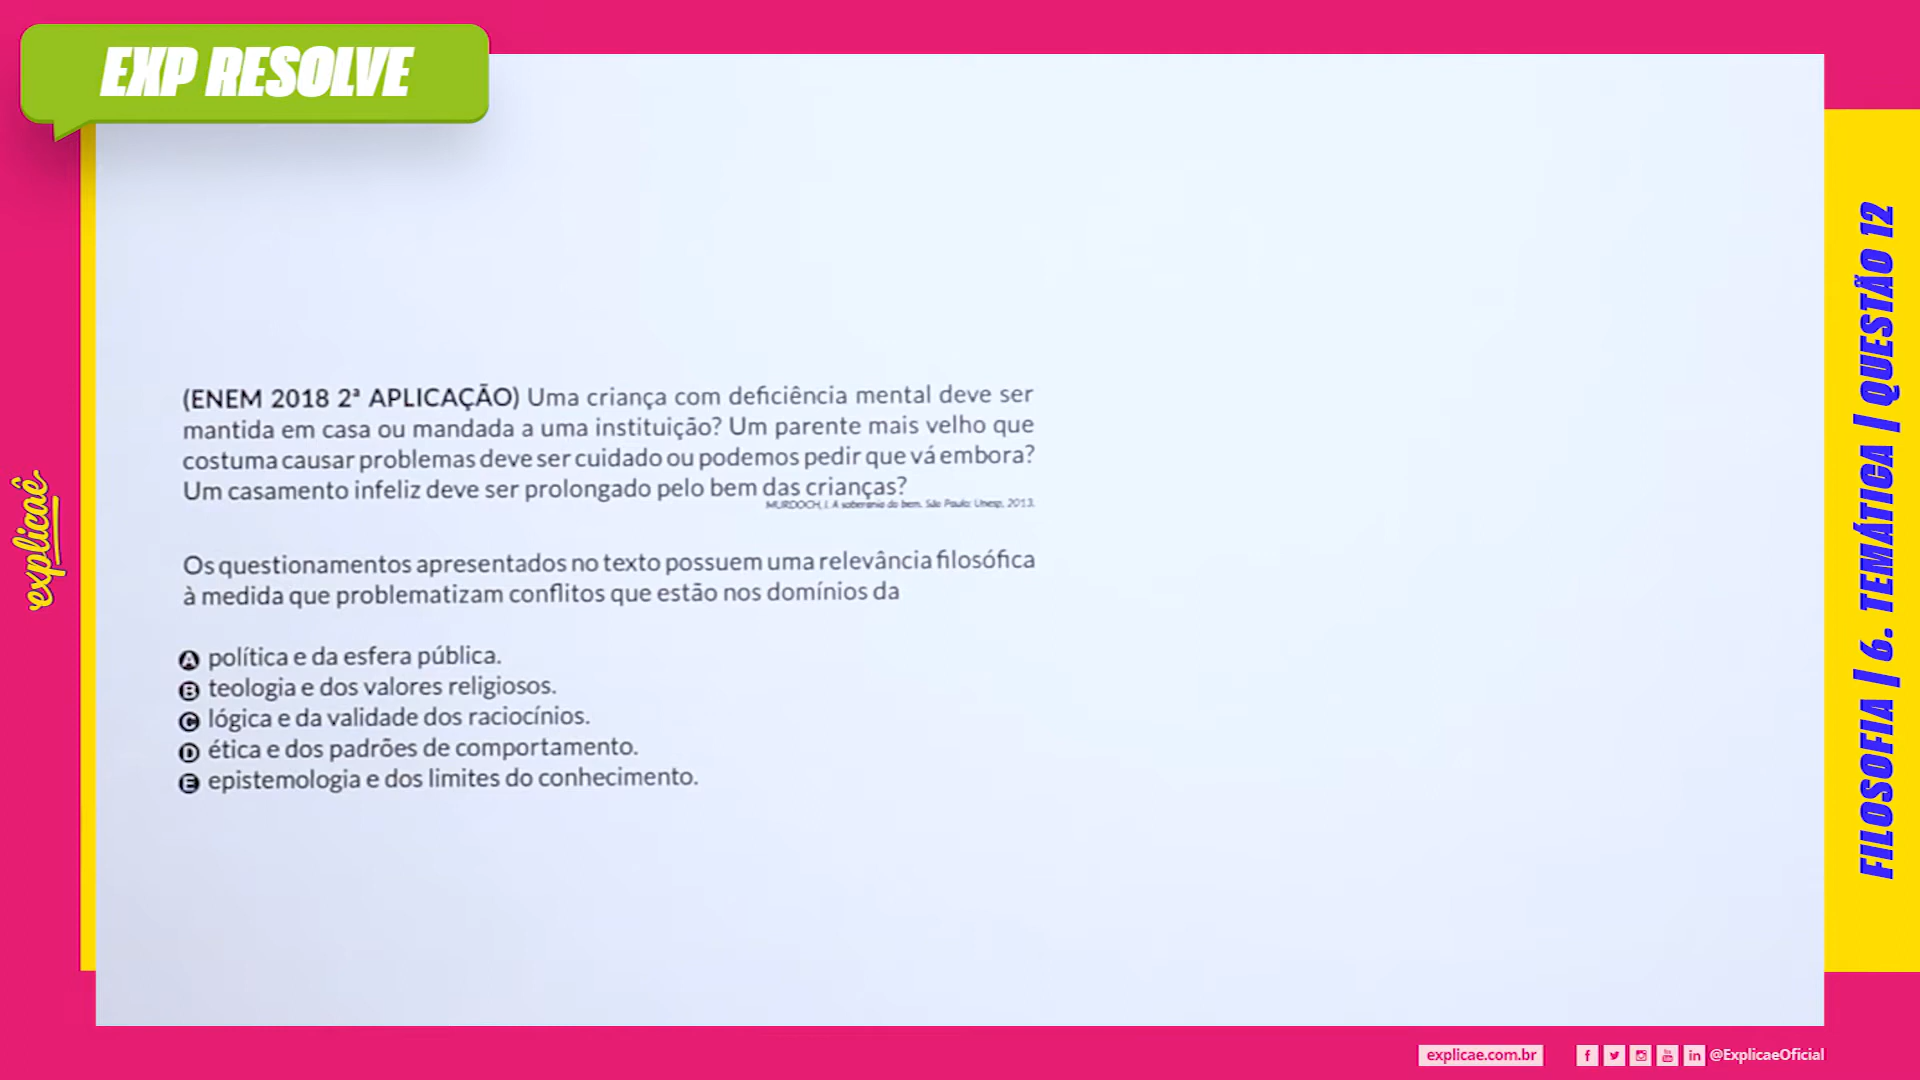 EXP RESOLVE
(ENEM 2018 2ª APLICAÇÃO) Uma criança com deficiência mental deve ser
mantida em casa ou mandada a uma instituição? Um parente mais velho que
costuma causar problemas deve ser cuidado ou podemos pedir que vá embora?
Um casamento infeliz deve ser prolongado pelo bem das crianças?
MURDOCH, I. A soberania do bem. São Paulo: Unesp, 2013.
Os questionamentos apresentados no texto possuem uma relevância filosófica
à medida que problematizam conflitos que estão nos domínios da
A política e da esfera pública.
B teologia e dos valores religiosos.
C lógica e da validade dos raciocínios.
D ética e dos padrões de comportamento.
E epistemologia e dos limites do conhecimento.
explicaê
FILOSOFIA | 6. TEMÁTICA | QUESTÃO 12
explicae.com.br
@ExplicaeOficial